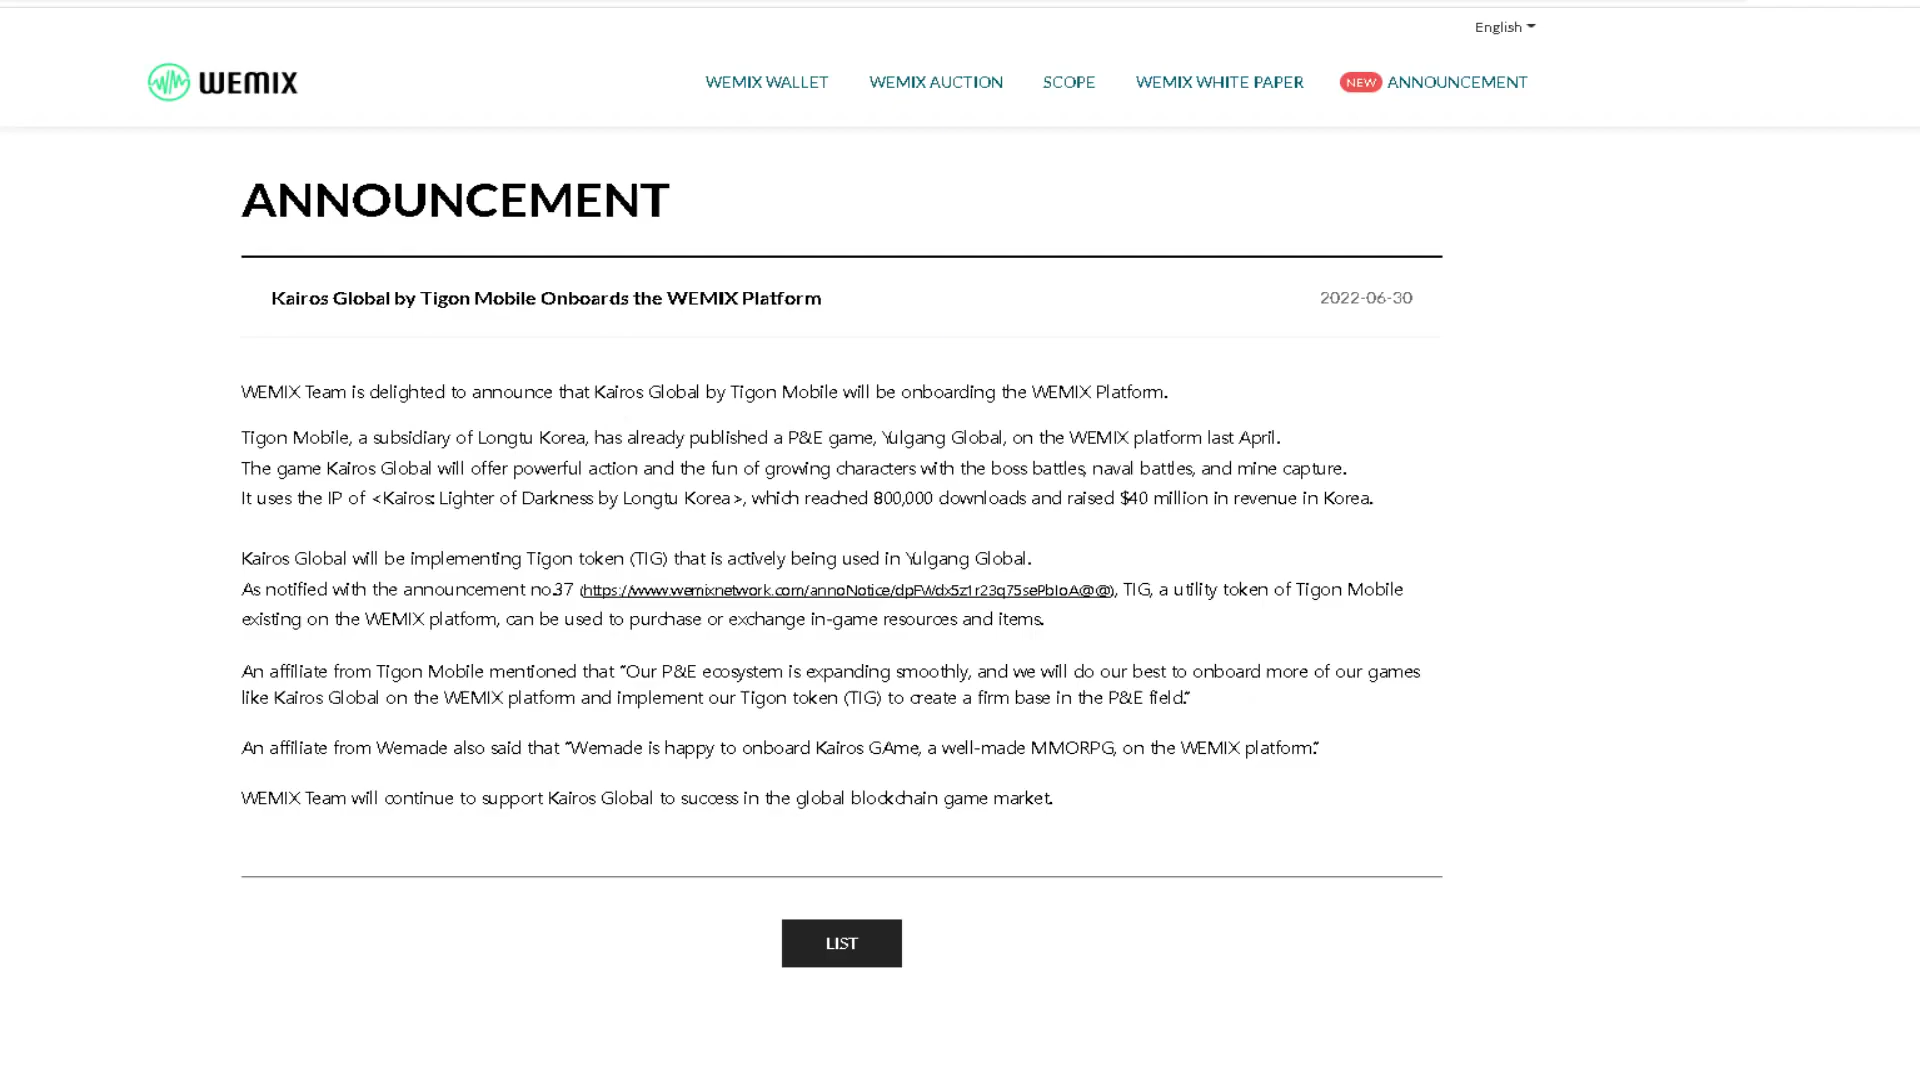 English
WEMIX
WEMIX WALLET
WEMIX AUCTION
SCOPE
WEMIX WHITE PAPER
NEW ANNOUNCEMENT
ANNOUNCEMENT
Kairos Global by Tigon Mobile Onboards the WEMIX Platform
2022-06-30
WEMIX Team is delighted to announce that Kairos Global by Tigon Mobile will be onboarding the WEMIX Platform.
Tigon Mobile, a subsidiary of Longtu Korea, has already published a P&E game, Yulgang Global, on the WEMIX platform last April.
The game Kairos Global will offer powerful action and the fun of growing characters with the boss battles, naval battles, and mine capture.
It uses the IP of <Kairos: Lighter of Darkness by Longtu Korea>, which reached 800,000 downloads and raised $40 million in revenue in Korea.
Kairos Global will be implementing Tigon token (TIG) that is actively being used in Yulgang Global.
As notified with the announcement no.37 (https://www.wemixnetwork.com/annoNotice/dpFWdx5z1r23q75sePbIoA@@), TIG, a utility token of Tigon Mobile
existing on the WEMIX platform, can be used to purchase or exchange in-game resources and items.
An affiliate from Tigon Mobile mentioned that "Our P&E ecosystem is expanding smoothly, and we will do our best to onboard more of our games
like Kairos Global on the WEMIX platform and implement our Tigon token (TIG) to create a firm base in the P&E field."
An affiliate from Wemade also said that "Wemade is happy to onboard Kairos GAme, a well-made MMORPG, on the WEMIX platform."
WEMIX Team will continue to support Kairos Global to success in the global blockchain game market.
LIST